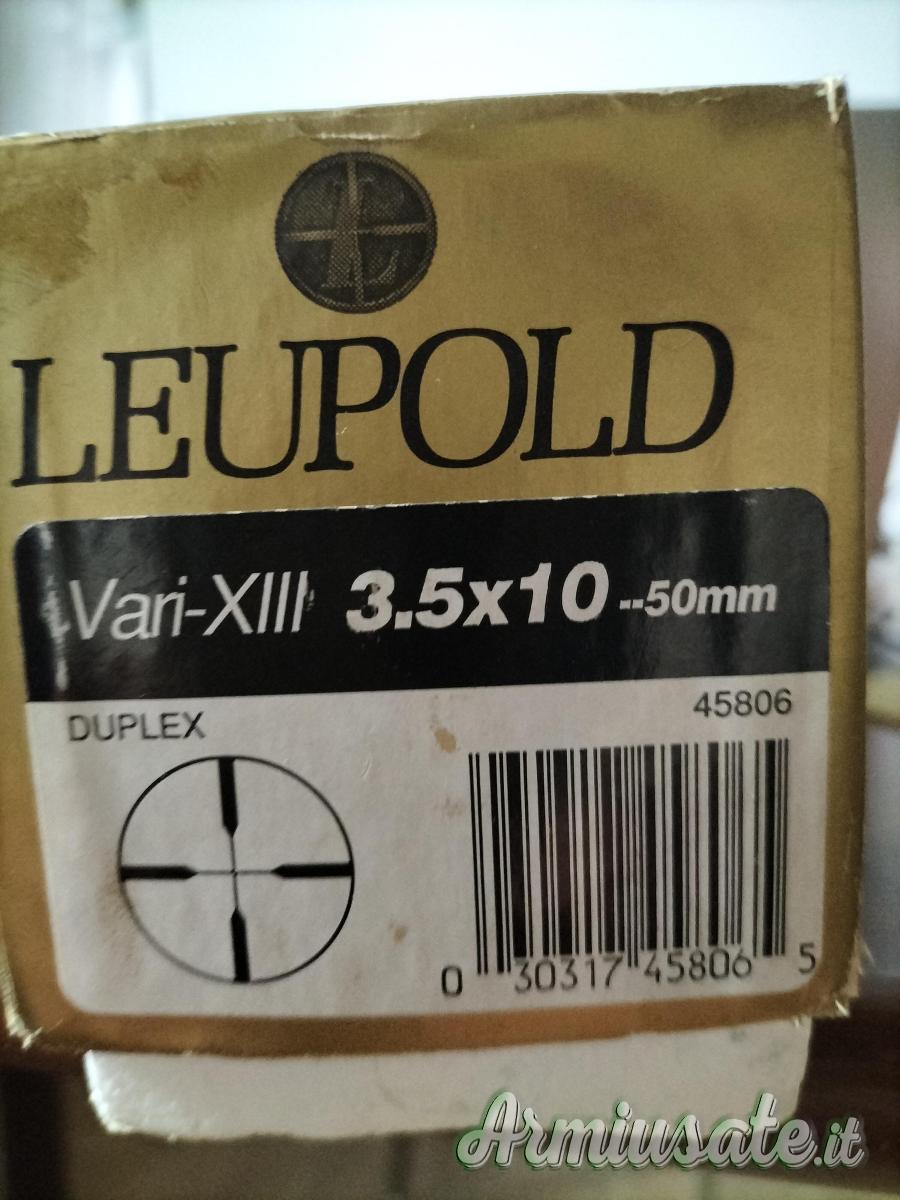 LEUPOLD
Vari-XIII 3.5x10 --50mm
DUPLEX
45806
0 30317 45806 5
Armiusate.it